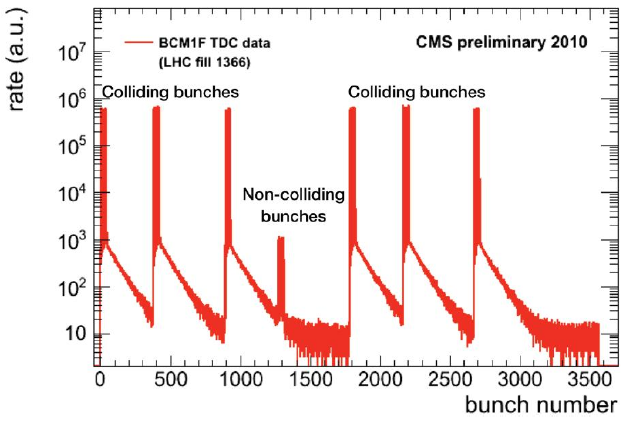 rate (a.u.)
10⁷
10⁶
10⁵
10⁴
10³
10²
10
BCM1F TDC data
(LHC fill 1366)
CMS preliminary 2010
Colliding bunches
Colliding bunches
Non-colliding
bunches
0 500 1000 1500 2000 2500 3000 3500
bunch number